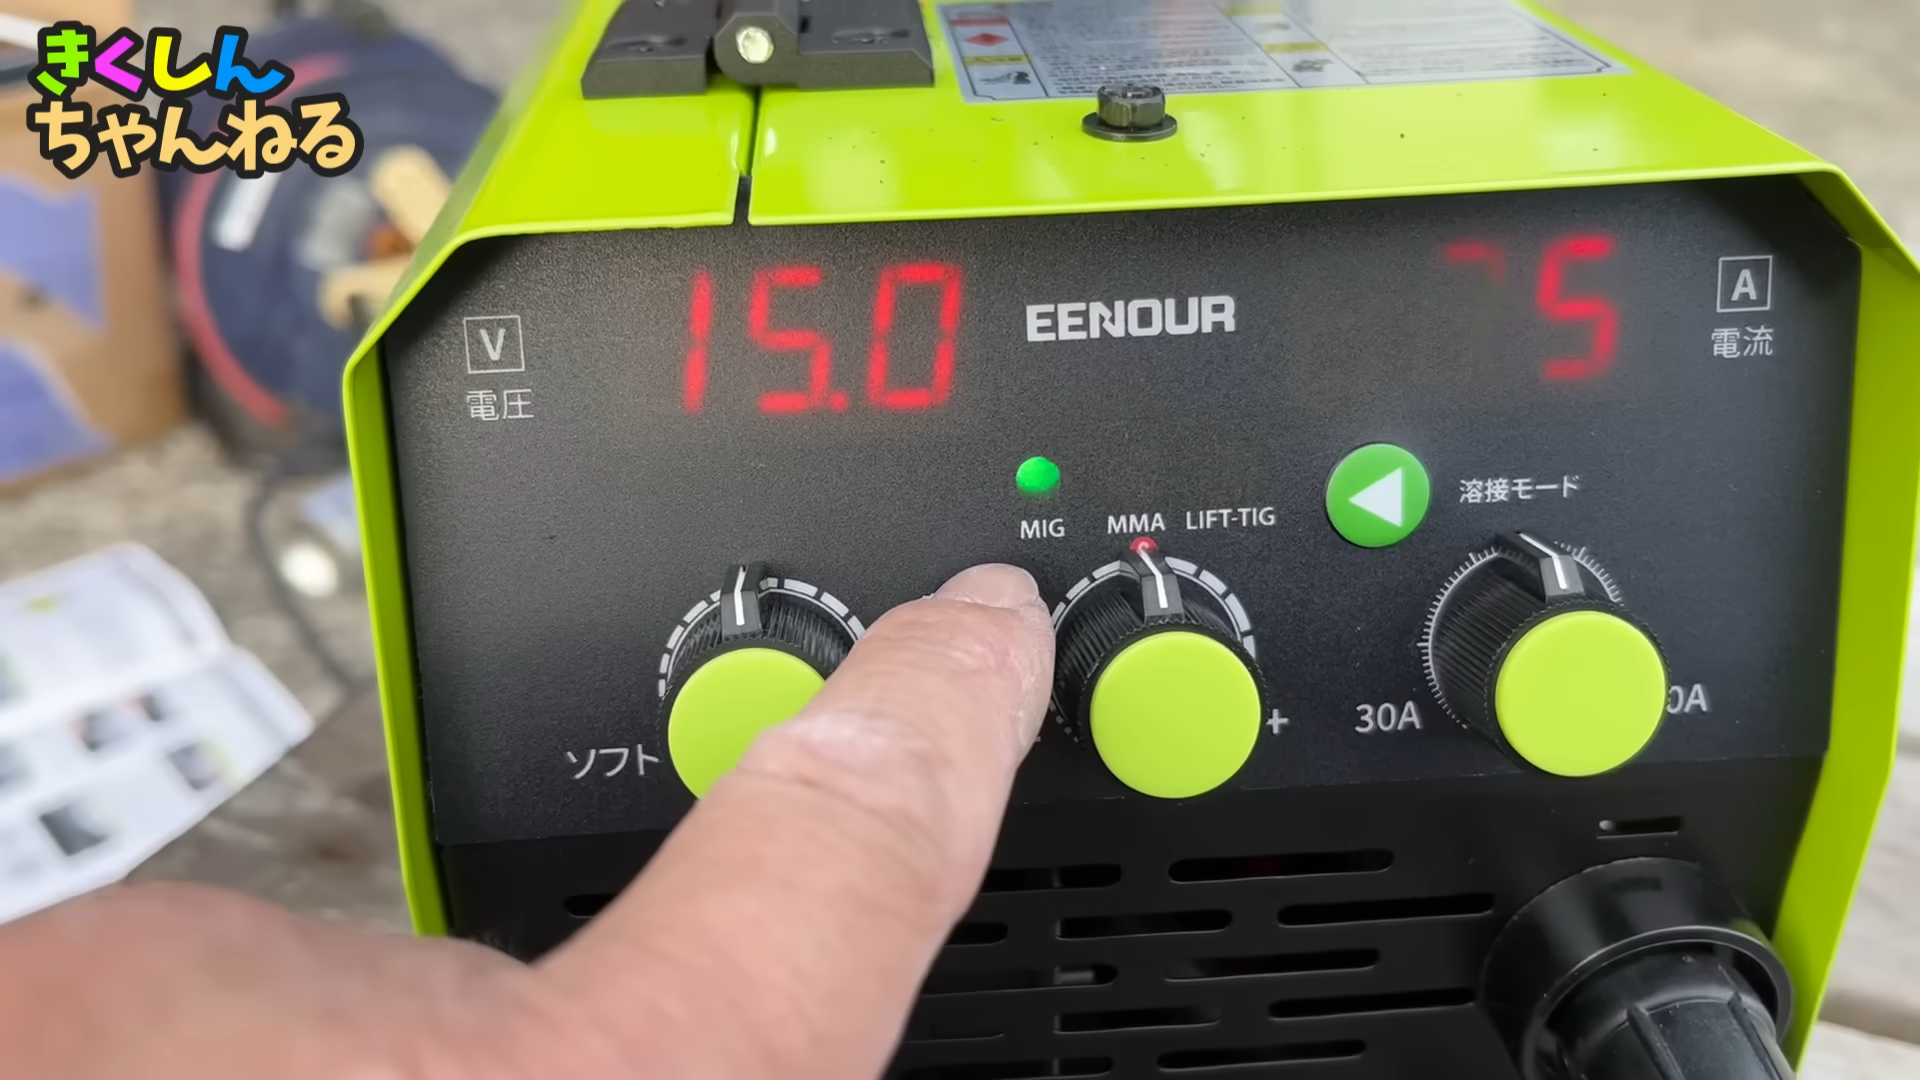 きくしん
ちゃんねる
V
電圧
15.0
EENOUR
75
A
電流
MIG
MMA
LIFT-TIG
溶接モード
ソフト
+
30A
0A